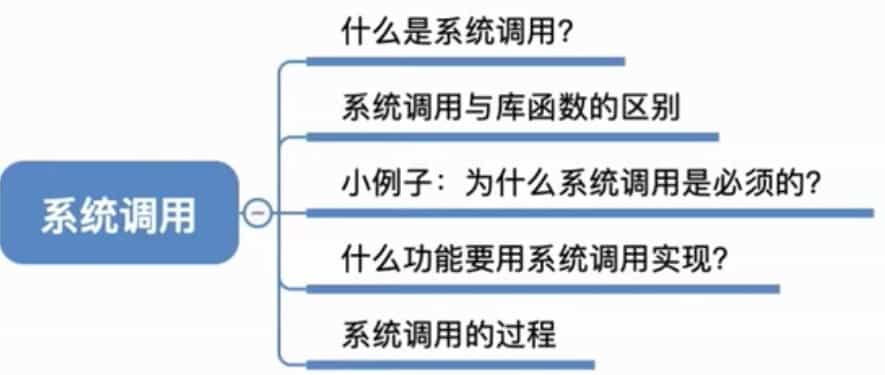 什么是系统调用？
系统调用与库函数的区别
小例子：为什么系统调用是必须的？
系统调用
什么功能要用系统调用实现？
系统调用的过程